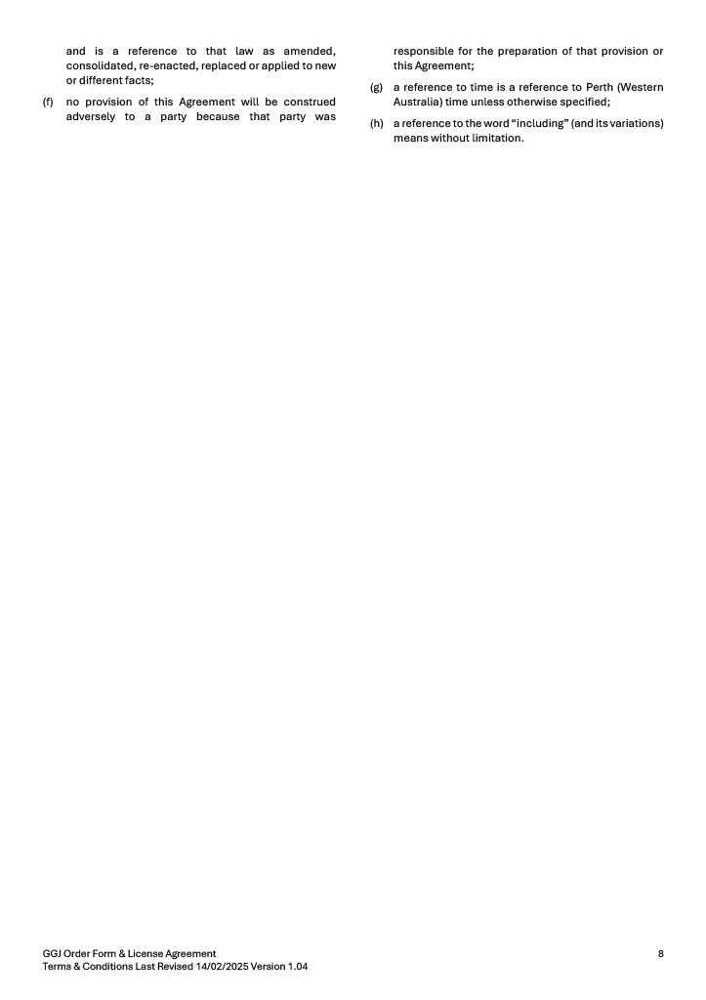 and is a reference to that law as amended,
consolidated, re-enacted, replaced or applied to new
or different facts;
(f) no provision of this Agreement will be construed
adversely to a party because that party was
responsible for the preparation of that provision or
this Agreement;
(g) a reference to time is a reference to Perth (Western
Australia) time unless otherwise specified;
(h) a reference to the word “including” (and its variations)
means without limitation.
GGJ Order Form & License Agreement
Terms & Conditions Last Revised 14/02/2025 Version 1.04
8